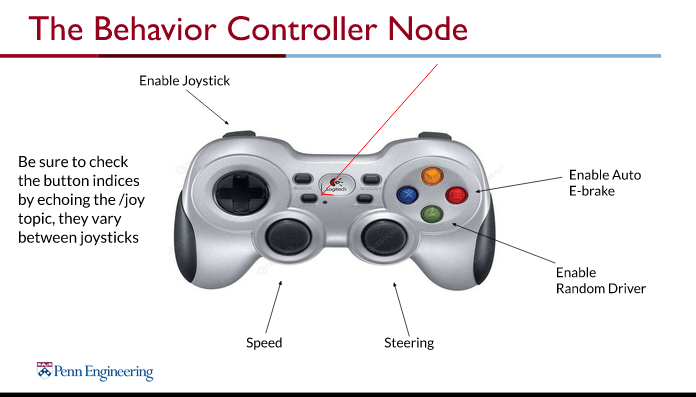 The Behavior Controller Node
Enable Joystick
Be sure to check
the button indices
by echoing the /joy
topic, they vary
between joysticks
Logitech
Enable Auto
E-brake
Enable
Random Driver
Speed
Steering
Penn Engineering